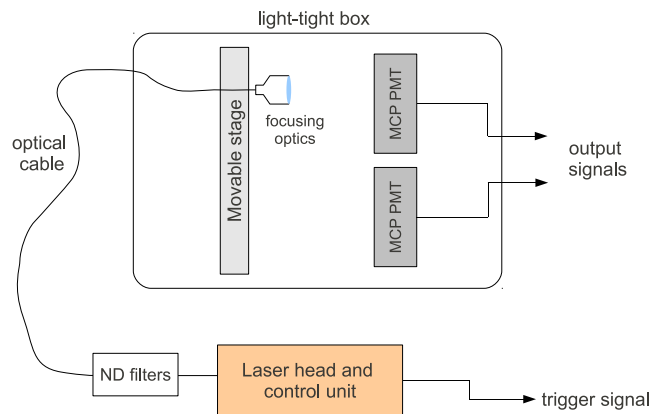 light-tight box
Movable stage
focusing
optics
MCP PMT
MCP PMT
optical
cable
output
signals
ND filters
Laser head and
control unit
trigger signal